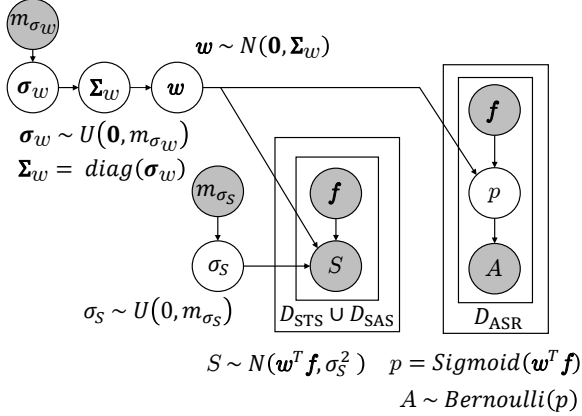 m_{σ_w}
𝒘 ~ N(𝟎, 𝚺_w)
𝛔_w 𝚺_w 𝒘
𝒇
𝛔_w ~ U(𝟎, m_{σ_w})
𝚺_w = diag(𝛔_w)
m_{σ_S} 𝒇 p
σ_S S A
σ_S ~ U(0, m_{σ_S}) D_STS ∪ D_SAS D_ASR
S ~ N(𝒘^T 𝒇, σ_S^2) p = Sigmoid(𝒘^T 𝒇)
A ~ Bernoulli(p)